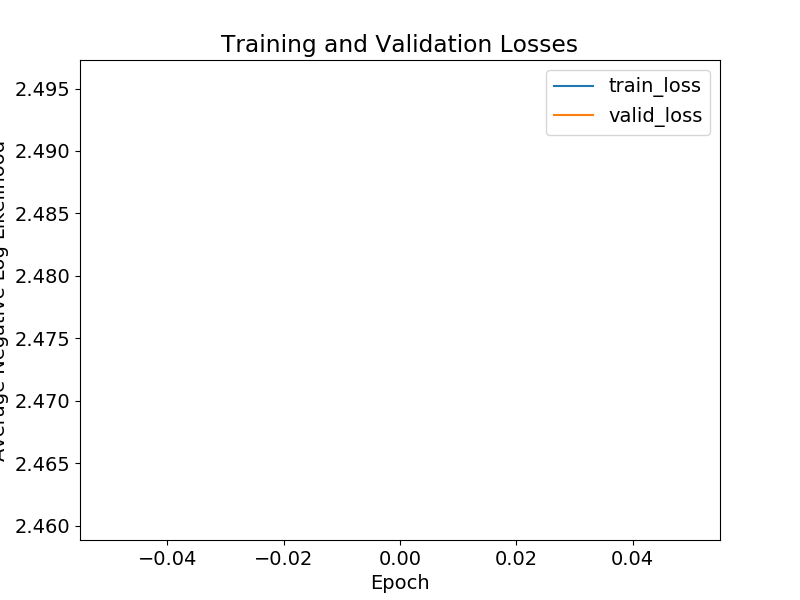 Training and Validation Losses
train_loss
valid_loss
2.495
2.490
2.485
2.480
2.475
2.470
2.465
2.460
Average Negative Log Likelihood
−0.04
−0.02
0.00
0.02
0.04
Epoch